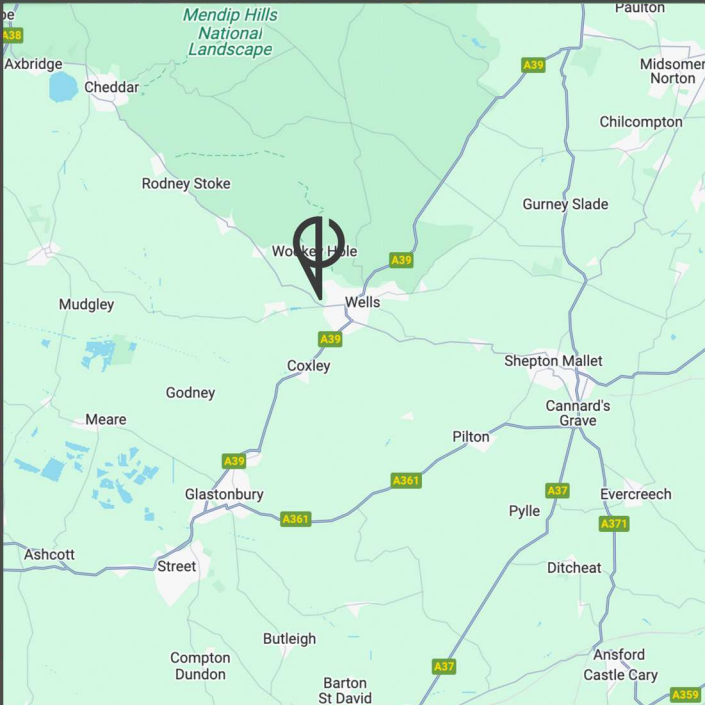 Mendip Hills
National
Landscape
Paulton
A38
A39
Axbridge
Midsomer
Norton
Cheddar
Chilcompton
Rodney Stoke
Gurney Slade
Wookey Hole
A39
Mudgley
Wells
A39
Shepton Mallet
Coxley
Godney
Cannard's
Grave
Meare
Pilton
A39
A361
Glastonbury
A37
Evercreech
Pylle
A361
A371
Ashcott
Street
Ditcheat
Butleigh
Compton
Dundon
Ansford
A37
Castle Cary
Barton
St David
A359